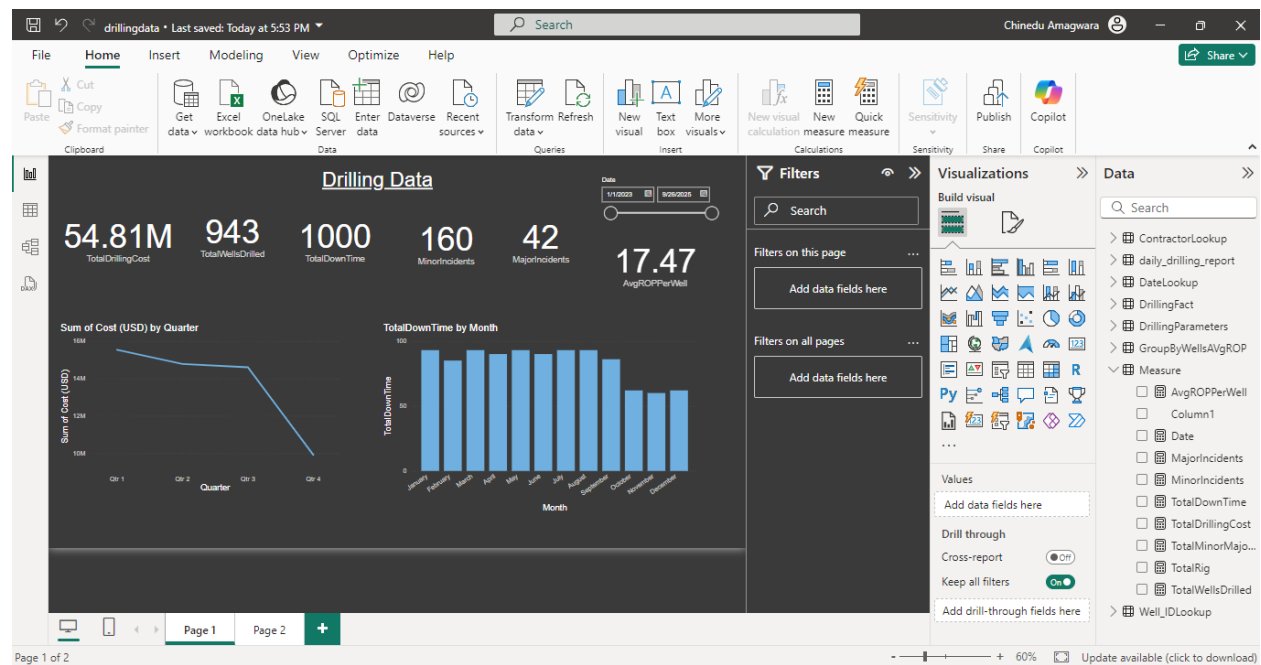 drillingdata • Last saved: Today at 5:53 PM
Search
Chinedu Amagwara
File Home Insert Modeling View Optimize Help
Share
Paste
Cut
Copy
Format painter
Clipboard
Get data
Excel workbook
OneLake data hub
SQL Server
Enter data
Dataverse
Recent sources
Data
Transform data
Refresh
Queries
New visual
Text box
More visuals
Insert
New visual calculation
New measure
Quick measure
Calculations
Sensitivity
Sensitivity
Publish
Share
Copilot
Copilot
Drilling Data
Date
1/1/2023 9/26/2025
54.81M
TotalDrillingCost
943
TotalWellsDrilled
1000
TotalDownTime
160
MinorIncidents
42
MajorIncidents
17.47
AvgROPPerWell
Sum of Cost (USD) by Quarter
Sum of Cost (USD)
16M
14M
12M
10M
Qtr 1 Qtr 2 Qtr 3 Qtr 4
Quarter
TotalDownTime by Month
TotalDownTime
100
50
0
January February March April May June July August September October November December
Month
Filters
Search
Filters on this page ...
Add data fields here
Filters on all pages ...
Add data fields here
Visualizations
Build visual
123
R
Py
123
...
Values
Add data fields here
Drill through
Cross-report Off
Keep all filters On
Add drill-through fields here
Data
Search
ContractorLookup
daily_drilling_report
DateLookup
DrillingFact
DrillingParameters
GroupByWellsAVgROP
Measure
AvgROPPerWell
Column1
Date
MajorIncidents
MinorIncidents
TotalDownTime
TotalDrillingCost
TotalMinorMajo...
TotalRig
TotalWellsDrilled
Well_IDLookup
Page 1 Page 2 +
Page 1 of 2
- + 60%
Update available (click to download)